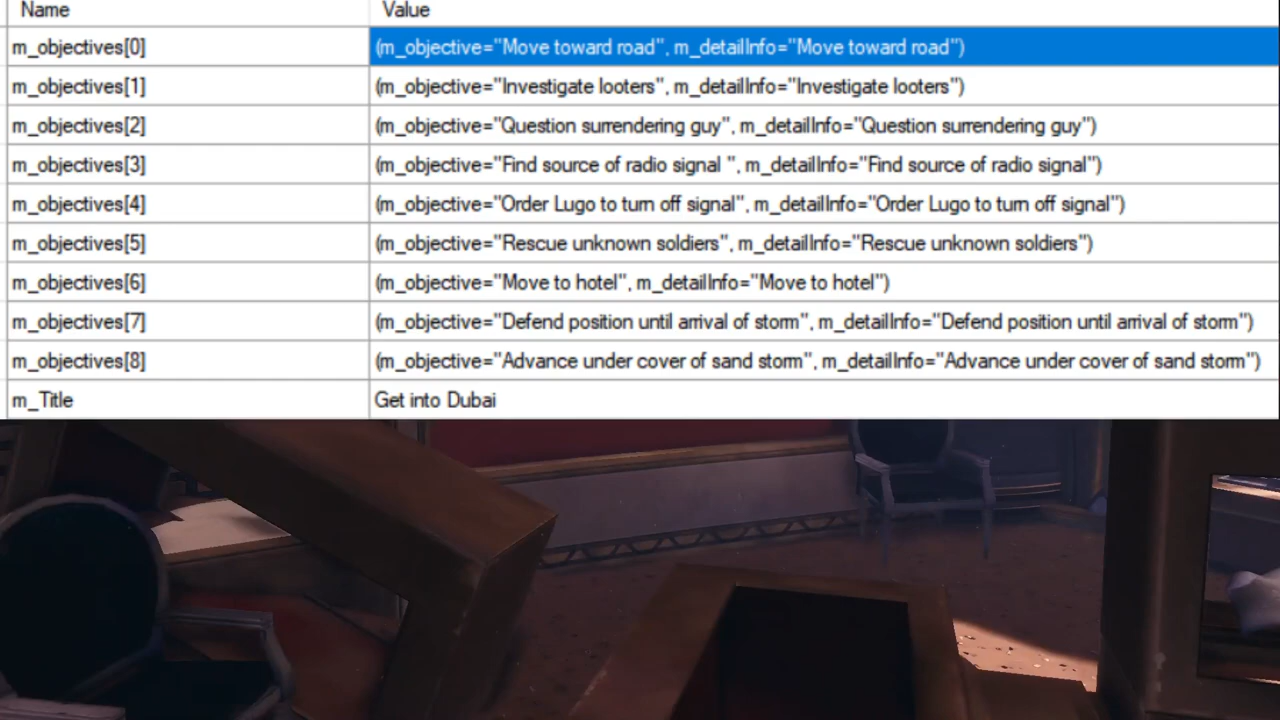 Name Value
m_objectives[0] (m_objective="Move toward road", m_detailInfo="Move toward road")
m_objectives[1] (m_objective="Investigate looters", m_detailInfo="Investigate looters")
m_objectives[2] (m_objective="Question surrendering guy", m_detailInfo="Question surrendering guy")
m_objectives[3] (m_objective="Find source of radio signal ", m_detailInfo="Find source of radio signal")
m_objectives[4] (m_objective="Order Lugo to turn off signal", m_detailInfo="Order Lugo to turn off signal")
m_objectives[5] (m_objective="Rescue unknown soldiers", m_detailInfo="Rescue unknown soldiers")
m_objectives[6] (m_objective="Move to hotel", m_detailInfo="Move to hotel")
m_objectives[7] (m_objective="Defend position until arrival of storm", m_detailInfo="Defend position until arrival of storm")
m_objectives[8] (m_objective="Advance under cover of sand storm", m_detailInfo="Advance under cover of sand storm")
m_Title Get into Dubai